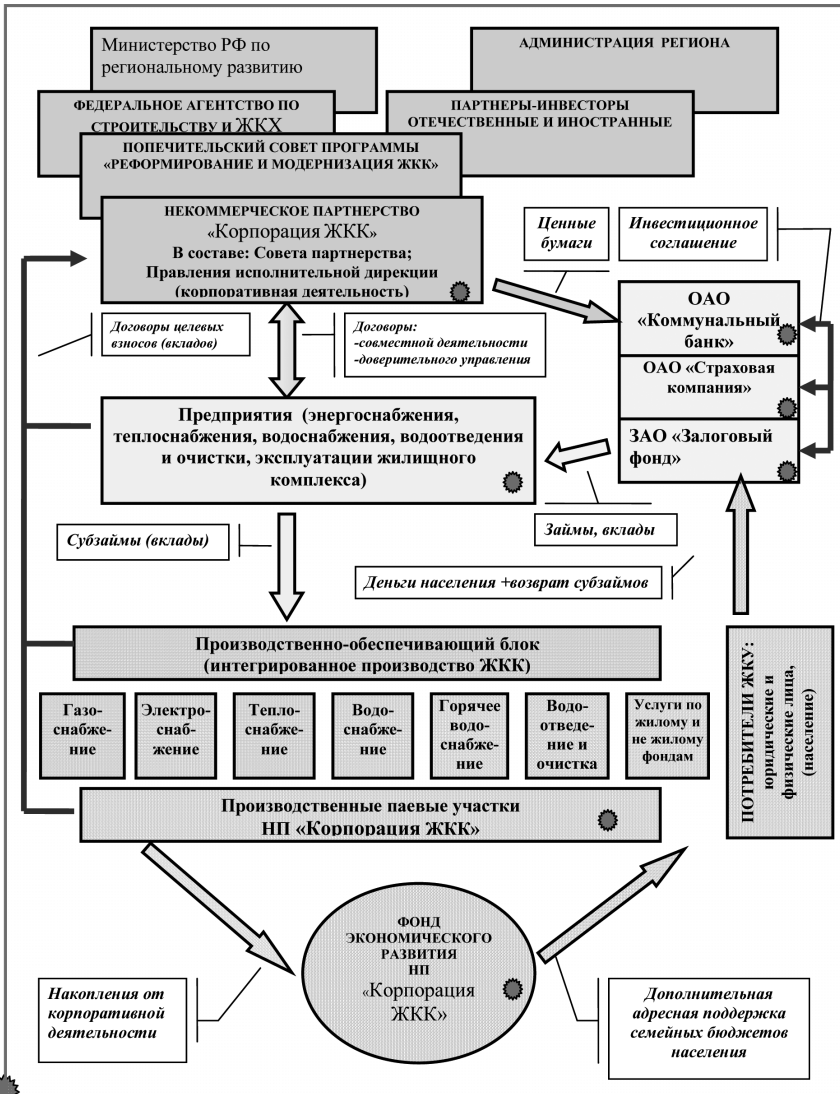 Министерство РФ по
региональному развитию
АДМИНИСТРАЦИЯ РЕГИОНА
ФЕДЕРАЛЬНОЕ АГЕНТСТВО ПО
СТРОИТЕЛЬСТВУ И ЖКХ
ПАРТНЕРЫ-ИНВЕСТОРЫ
ОТЕЧЕСТВЕННЫЕ И ИНОСТРАННЫЕ
ПОПЕЧИТЕЛЬСКИЙ СОВЕТ ПРОГРАММЫ
«РЕФОРМИРОВАНИЕ И МОДЕРНИЗАЦИЯ ЖКК»
НЕКОММЕРЧЕСКОЕ ПАРТНЕРСТВО
«Корпорация ЖКК»
В составе: Совета партнерства;
Правления исполнительной дирекции
(корпоративная деятельность)
Ценные
бумаги
Инвестиционное
соглашение
ОАО
«Коммунальный
банк»
ОАО «Страховая
компания»
ЗАО «Залоговый
фонд»
Договоры целевых
взносов (вкладов)
Договоры:
-совместной деятельности
-доверительного управления
Предприятия (энергоснабжения,
теплоснабжения, водоснабжения, водоотведения
и очистки, эксплуатации жилищного
комплекса)
Займы, вклады
Субзаймы (вклады)
Деньги населения +возврат субзаймов
Производственно-обеспечивающий блок
(интегрированное производство ЖКК)
Газо-
снабже-
ние
Электро-
снаб-
жение
Тепло-
снабже-
ние
Водо-
снабже-
ние
Горячее
водо-
снабже-
ние
Водо-
отведе-
ние и
очистка
Услуги по
жилому и
не жилому
фондам
ПОТРЕБИТЕЛИ ЖКУ:
юридические и
физические лица,
(население)
Производственные паевые участки
НП «Корпорация ЖКК»
ФОНД
ЭКОНОМИЧЕСКОГО
РАЗВИТИЯ
НП
«Корпорация
ЖКК»
Накопления от
корпоративной
деятельности
Дополнительная
адресная поддержка
семейных бюджетов
населения